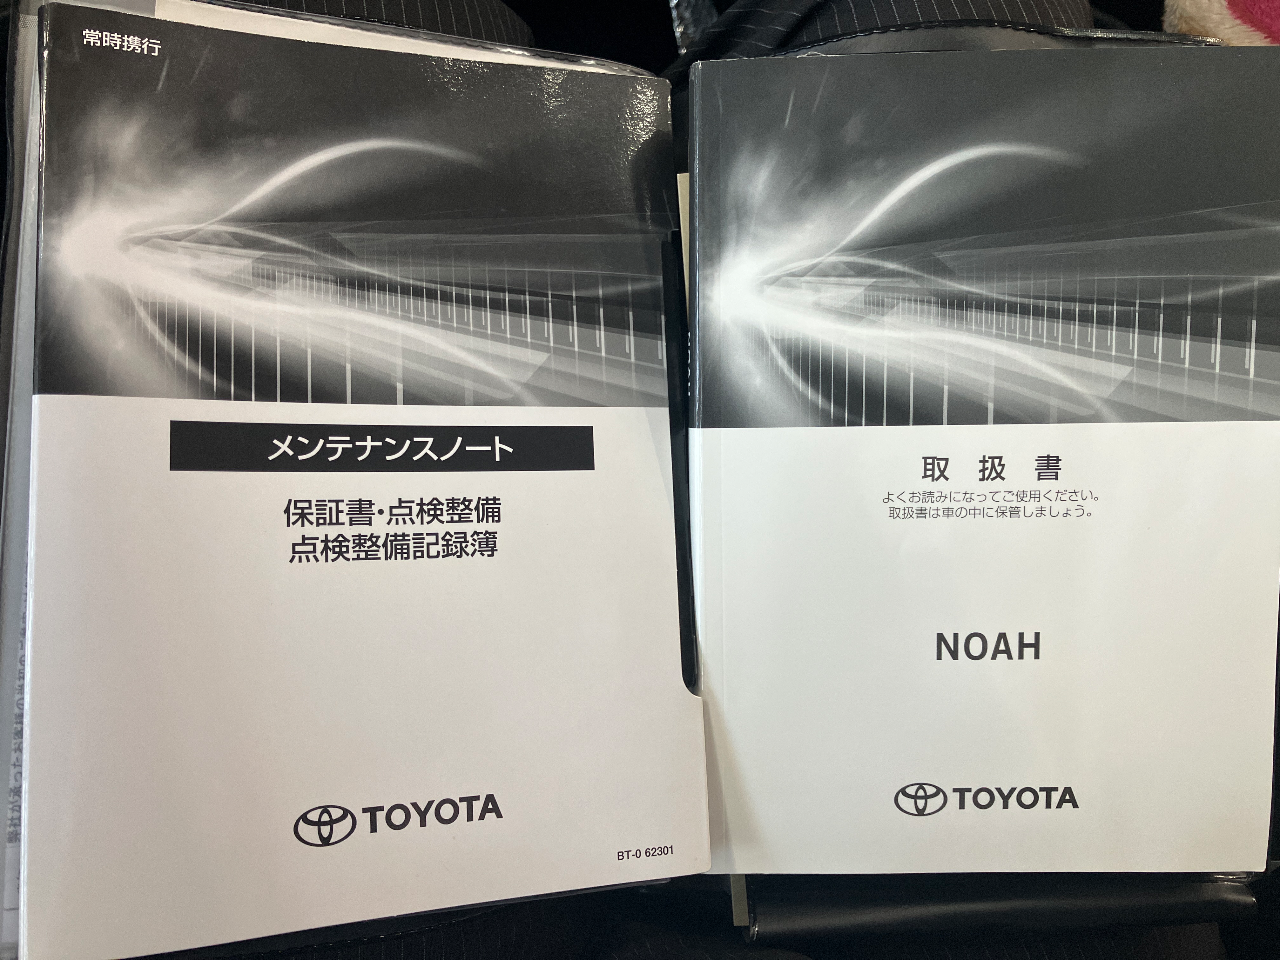 常時携行
メンテナンスノート
保証書・点検整備
点検整備記録簿
TOYOTA
BT-0 62301
取扱書
よくお読みになってご使用ください。
取扱書は車の中に保管しましょう。
NOAH
TOYOTA